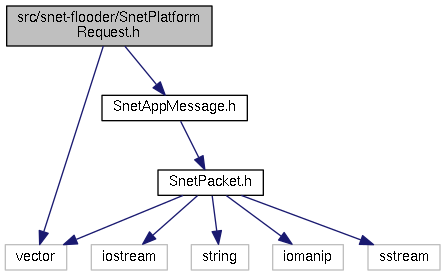 src/snet-flooder/SnetPlatform
Request.h
SnetAppMessage.h
SnetPacket.h
vector
iostream
string
iomanip
sstream